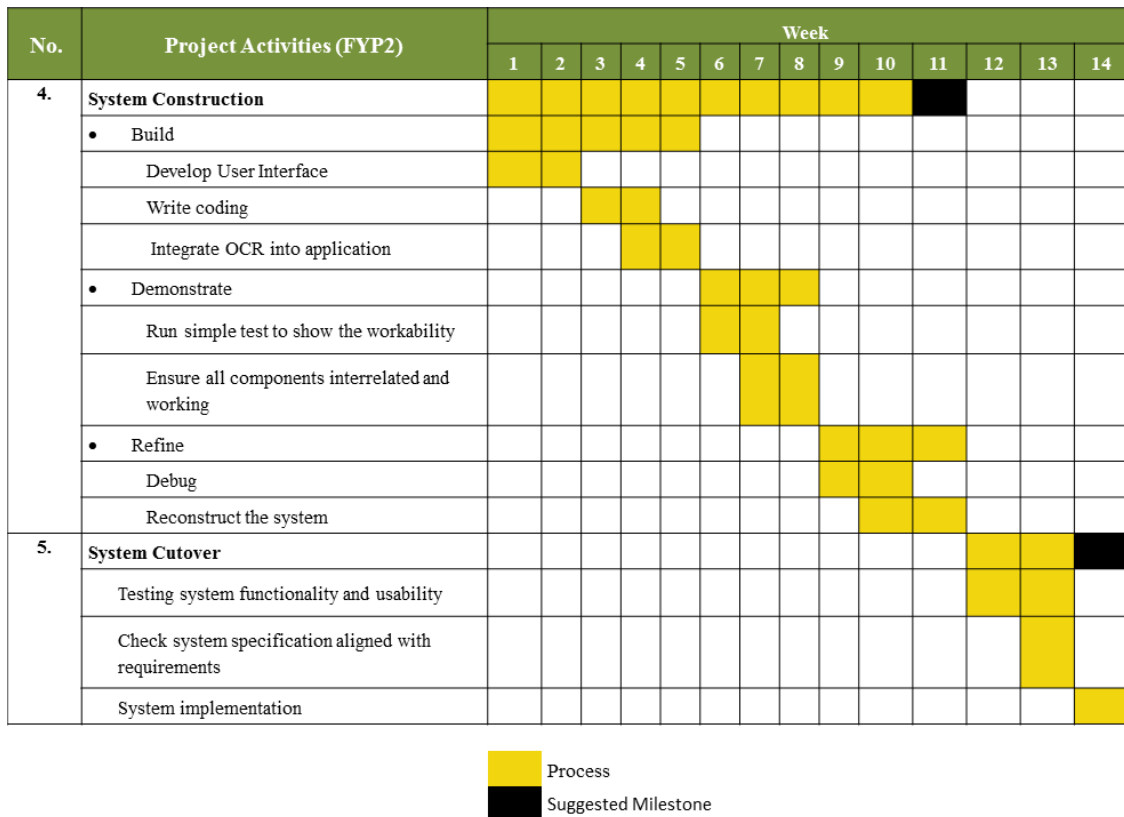 No. Project Activities (FYP2) Week
1 2 3 4 5 6 7 8 9 10 11 12 13 14
4. System Construction
• Build
Develop User Interface
Write coding
Integrate OCR into application
• Demonstrate
Run simple test to show the workability
Ensure all components interrelated and
working
• Refine
Debug
Reconstruct the system
5. System Cutover
Testing system functionality and usability
Check system specification aligned with
requirements
System implementation
Process
Suggested Milestone